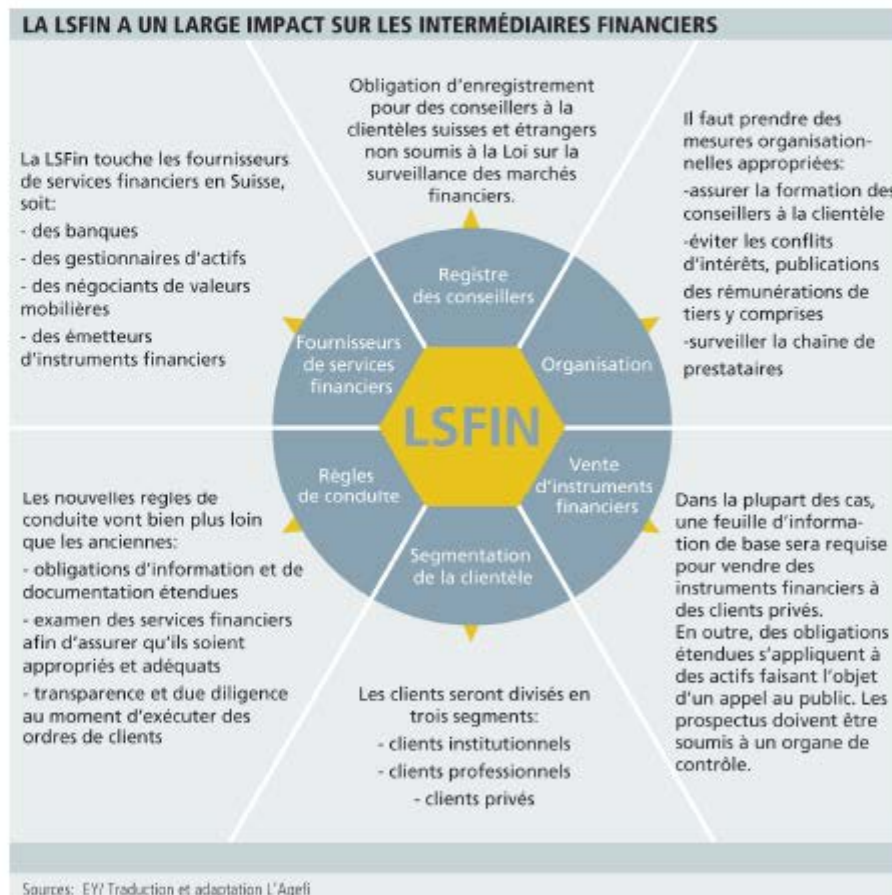 LA LSFIN A UN LARGE IMPACT SUR LES INTERMÉDIAIRES FINANCIERS
Obligation d'enregistrement
pour des conseillers à la
clientèles suisses et étrangers
non soumis à la Loi sur la
surveillance des marchés
financiers.
La LSFin touche les fournisseurs
de services financiers en Suisse,
soit:
- des banques
- des gestionnaires d'actifs
- des négociants de valeurs
mobilières
- des émetteurs
d'instruments financiers
Il faut prendre des
mesures organisation-
nelles appropriées:
-assurer la formation des
conseillers à la clientèle
-éviter les conflits
d'intérêts, publications
des rémunérations de
tiers y comprises
-surveiller la chaîne de
prestataires
Registre
des conseillers
Fournisseurs
de services
financiers
Organisation
LSFIN
Règles
de conduite
Vente
d'instruments
financiers
Segmentation
de la clientèle
Les nouvelles règles de
conduite vont bien plus loin
que les anciennes:
- obligations d'information et de
documentation étendues
- examen des services financiers
afin d'assurer qu'ils soient
appropriés et adéquats
- transparence et due diligence
au moment d'exécuter des
ordres de clients
Les clients seront divisés en
trois segments:
- clients institutionnels
- clients professionnels
- clients privés
Dans la plupart des cas,
une feuille d'informa-
tion de base sera requise
pour vendre des
instruments financiers à
des clients privés.
En outre, des obligations
étendues s'appliquent à
des actifs faisant l'objet
d'un appel au public. Les
prospectus doivent être
soumis à un organe de
contrôle.
Sources: EY/ Traduction et adaptation L'Agefi